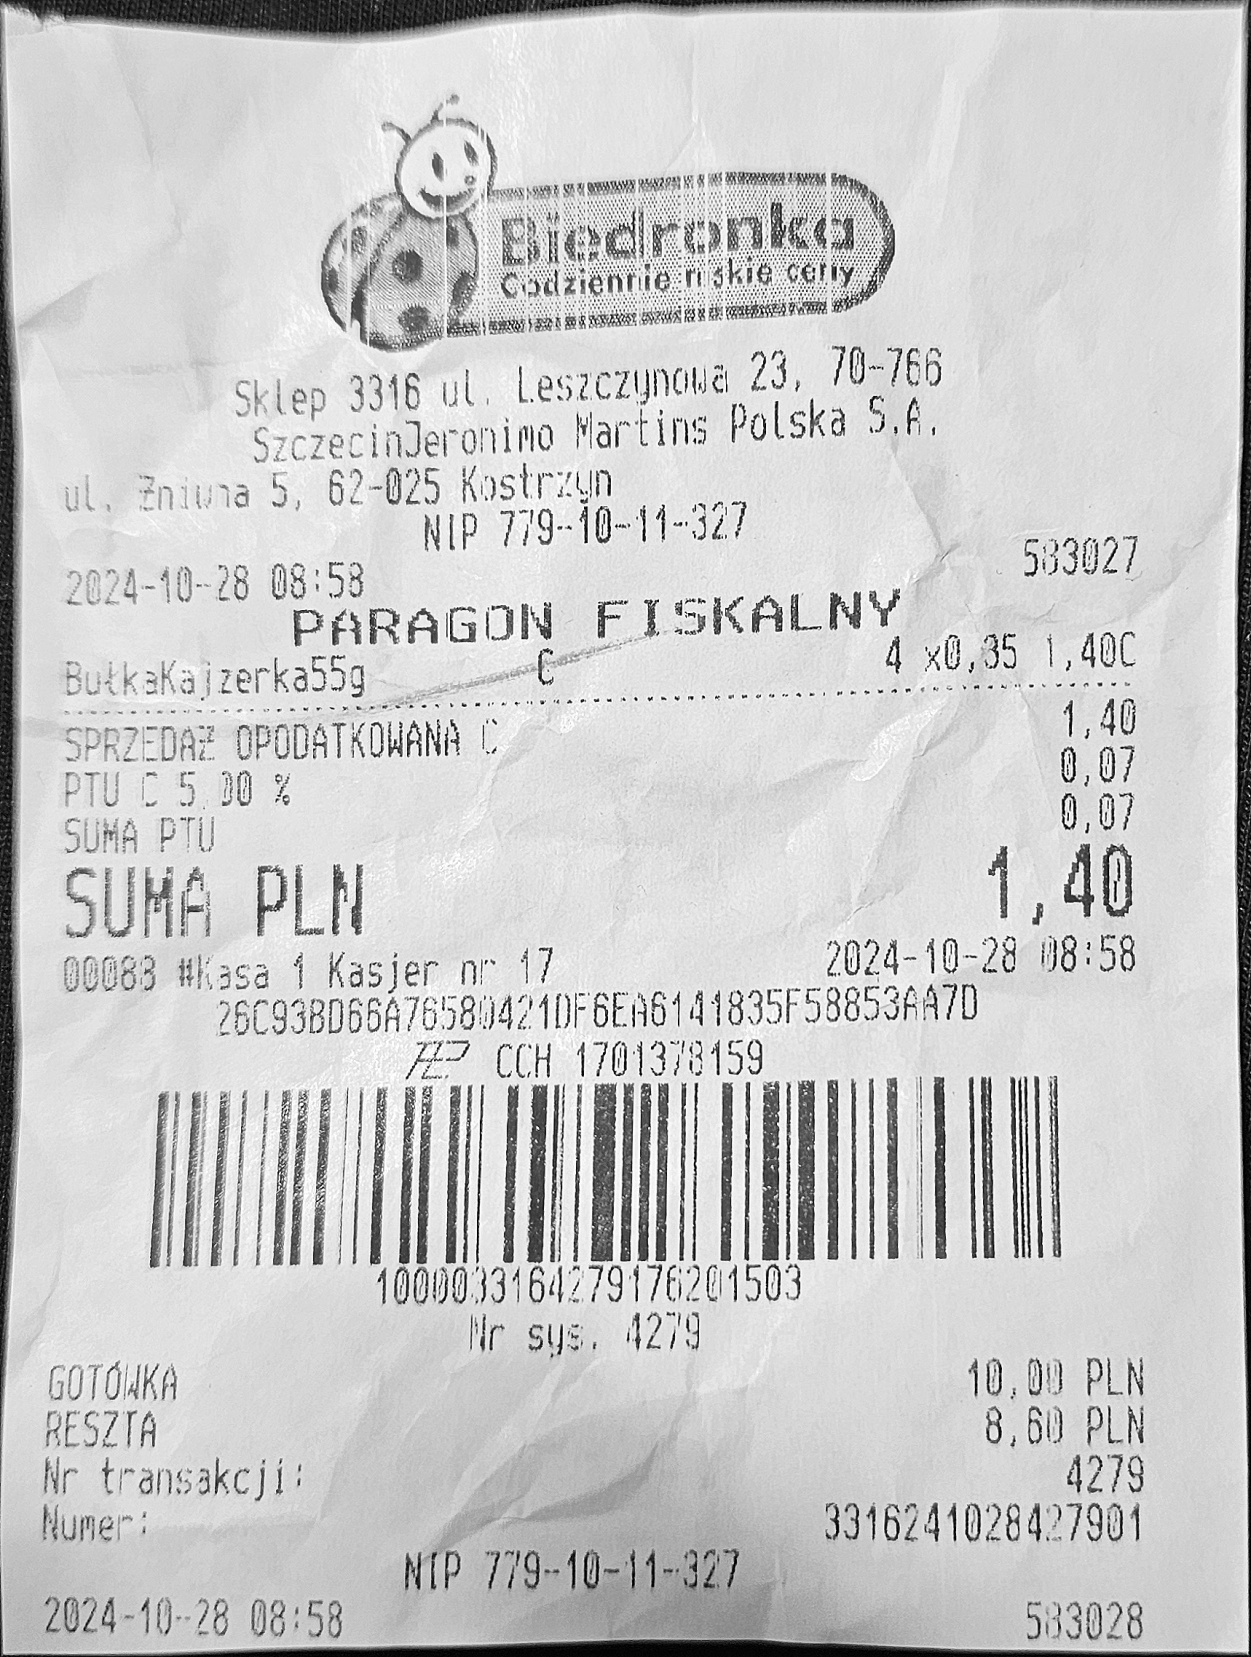 Biedronka
Codziennie niskie ceny
Sklep 3316 ul. Leszczynowa 23, 70-766
SzczecinJeronimo Martins Polska S.A.
ul. Żniwna 5, 62-025 Kostrzyn
NIP 779-10-11-327
2024-10-28 08:58 583027
PARAGON FISKALNY
BułkaKajzerka55g C 4 x0,35 1,40C
SPRZEDAŻ OPODATKOWANA C 1,40
PTU C 5,00 % 0,07
SUMA PTU 0,07
SUMA PLN 1,40
00083 #Kasa 1 Kasjer nr 17 2024-10-28 08:58
26C93BD66A76580421DF6EA6141835F58853AA7D
CCH 1701378159
1000033164279176201503
Nr sys. 4279
GOTÓWKA 10,00 PLN
RESZTA 8,60 PLN
Nr transakcji: 4279
Numer: 3316241028427901
NIP 779-10-11-327
2024-10-28 08:58 583028